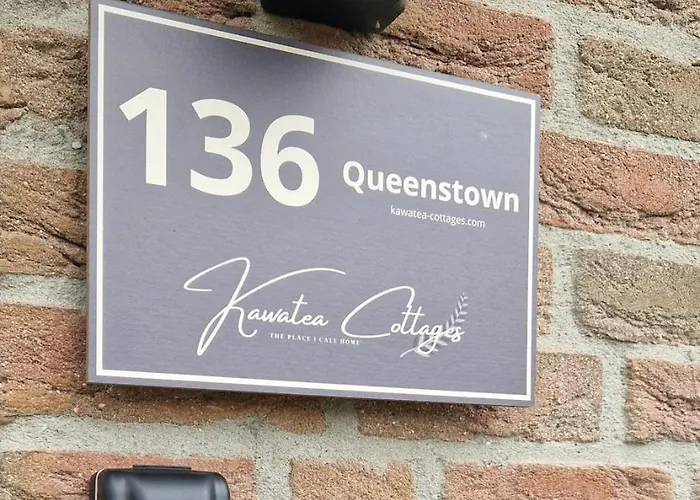 136 Queenstown
kawatea-cottages.com
Kawatea Cottages
THE PLACE I CALL HOME